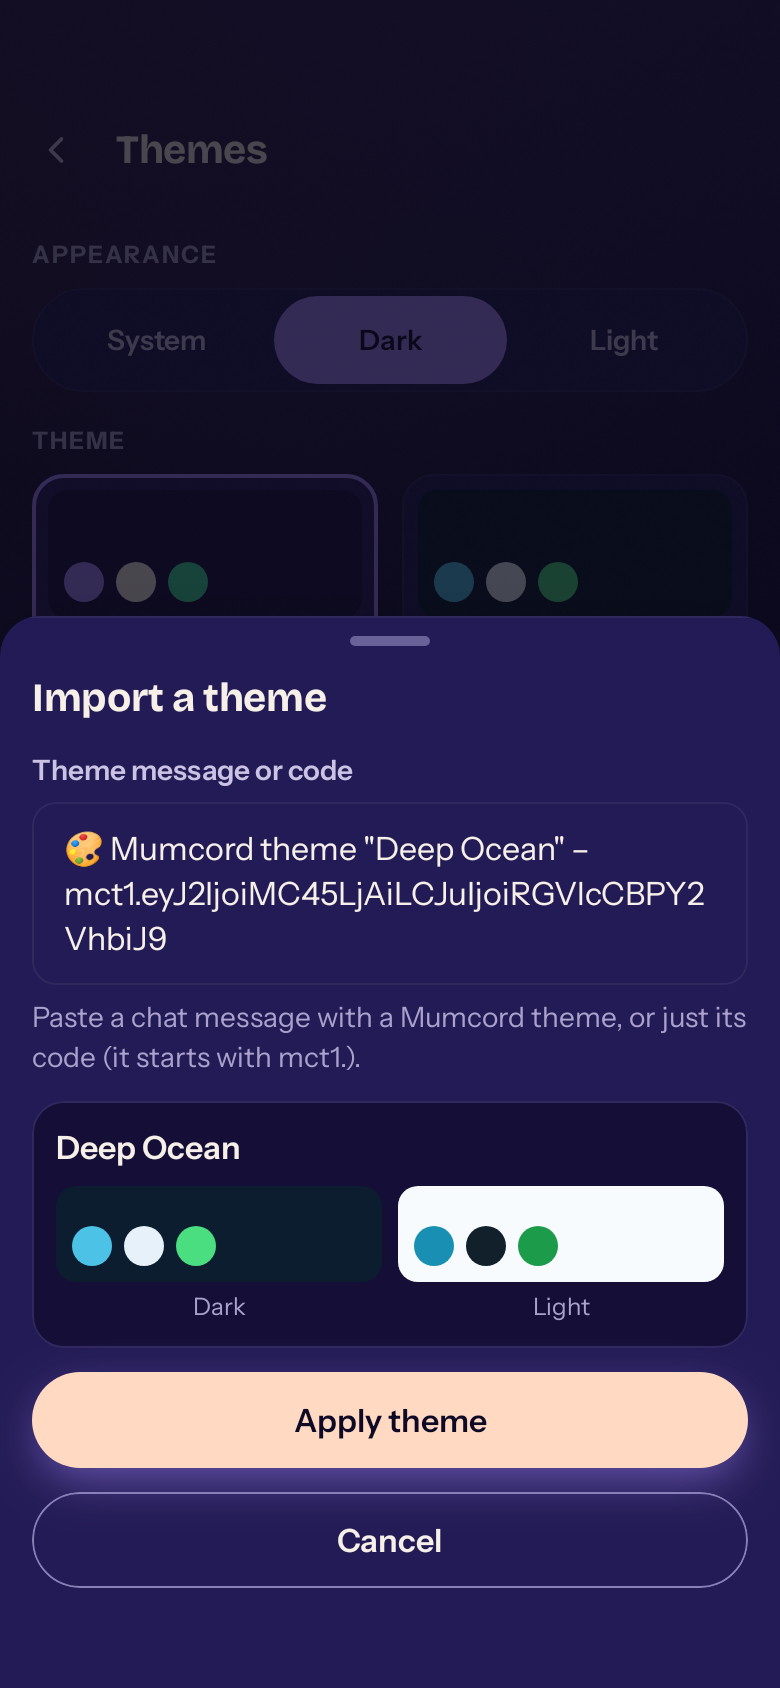 Themes
APPEARANCE
System
Dark
Light
THEME
Import a theme
Theme message or code
🎨 Mumcord theme "Deep Ocean" –
mct1.eyJ2IjoiMC45LjAiLCJuIjoiRGVlcCBPY2
VhbiJ9
Paste a chat message with a Mumcord theme, or just its
code (it starts with mct1.).
Deep Ocean
Dark
Light
Apply theme
Cancel